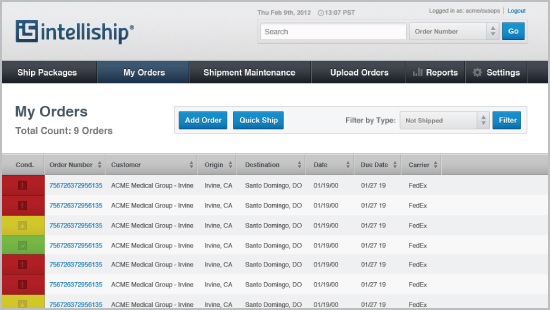 Thu Feb 9th, 2012 13:07 PST
Logged in as: acme/oxsops | Logout
intelliship®
Search
Order Number
Go
Ship Packages
My Orders
Shipment Maintenance
Upload Orders
Reports
Settings
My Orders
Total Count: 9 Orders
Add Order
Quick Ship
Filter by Type:
Not Shipped
Filter
Cond. Order Number Customer Origin Destination Date Due Date Carrier
756726372956135 ACME Medical Group - Irvine Irvine, CA Santo Domingo, DO 01/19/00 01/27 19 FedEx
756726372956135 ACME Medical Group - Irvine Irvine, CA Santo Domingo, DO 01/19/00 01/27 19 FedEx
756726372956135 ACME Medical Group - Irvine Irvine, CA Santo Domingo, DO 01/19/00 01/27 19 FedEx
756726372956135 ACME Medical Group - Irvine Irvine, CA Santo Domingo, DO 01/19/00 01/27 19 FedEx
756726372956135 ACME Medical Group - Irvine Irvine, CA Santo Domingo, DO 01/19/00 01/27 19 FedEx
756726372956135 ACME Medical Group - Irvine Irvine, CA Santo Domingo, DO 01/19/00 01/27 19 FedEx
756726372956135 ACME Medical Group - Irvine Irvine, CA Santo Domingo, DO 01/19/00 01/27 19 FedEx